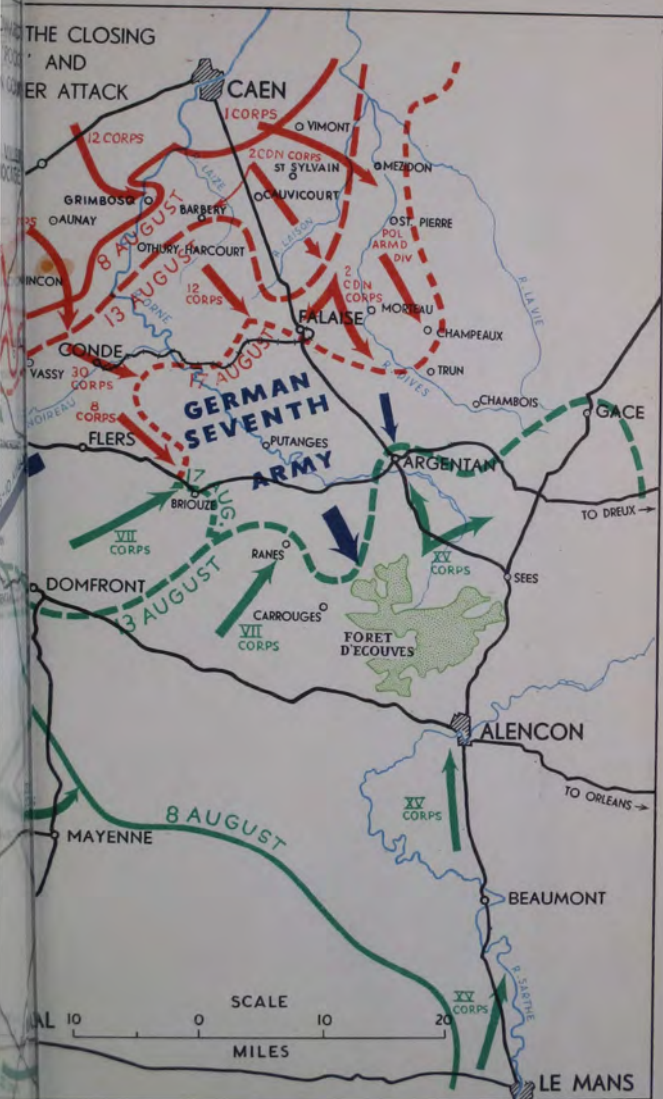 THE CLOSING
AND
ER ATTACK
CAEN
1 CORPS
VIMONT
12 CORPS
2 CDN CORPS
ST SYLVAIN
MEZIDON
LAIZE
CAUVICOURT
GRIMBOSQ
BARBERY
AUNAY
R. LAISON
ST. PIERRE
POL
ARMD
DIV
8 AUGUST
THURY HARCOURT
13 AUGUST
R. LA VIE
12
CORPS
2
CDN
CORPS
R. ORNE
MORTEAU
FALAISE
CHAMPEAUX
CONDE
VASSY
30
CORPS
17 AUGUST
R. DIVES
TRUN
NOIREAU
8
CORPS
GERMAN
SEVENTH
ARMY
CHAMBOIS
GACE
FLERS
PUTANGES
ARGENTAN
17 AUG.
BRIOUZE
TO DREUX
VII
CORPS
RANES
XV
CORPS
SEES
DOMFRONT
13 AUGUST
CARROUGES
VII
CORPS
FORET
D'ECOUVES
ALENCON
TO ORLEANS
XV
CORPS
8 AUGUST
MAYENNE
BEAUMONT
R. SARTHE
SCALE
XV
CORPS
10 0 10 20
MILES
LE MANS